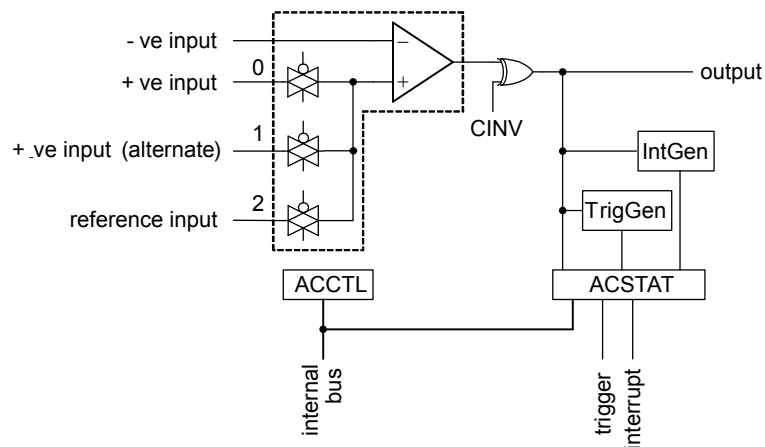 - ve input
+ ve input
0
output
CINV
+ ve input (alternate)
1
IntGen
reference input
2
TrigGen
ACCTL
ACSTAT
internal
bus
trigger
interrupt